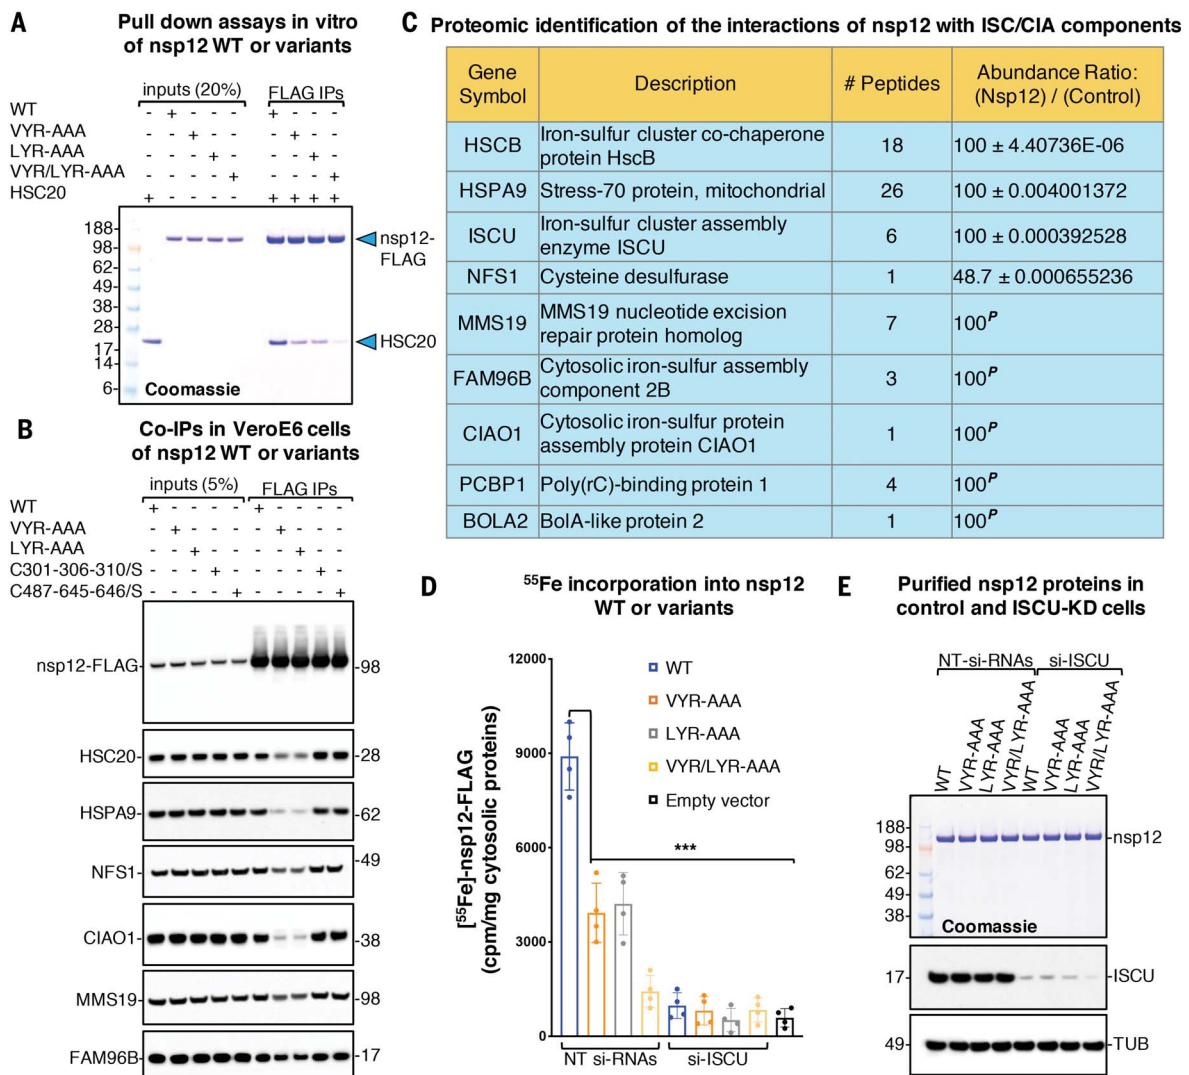 A
Pull down assays in vitro
of nsp12 WT or variants
inputs (20%)
FLAG IPs
WT - + - - - + - - -
VYR-AAA - - + - - - + - -
LYR-AAA - - - + - - - + -
VYR/LYR-AAA - - - - + - - - +
HSC20 + - - - - + + + +
188-
98-
62-
49-
38-
28-
17-
14-
6-
nsp12-
FLAG
HSC20
Coomassie
B
Co-IPs in VeroE6 cells
of nsp12 WT or variants
inputs (5%)
FLAG IPs
WT + - - - - + - - - -
VYR-AAA - + - - - - + - - -
LYR-AAA - - + - - - - + - -
C301-306-310/S - - - + - - - - + -
C487-645-646/S - - - - + - - - - +
nsp12-FLAG -98
HSC20 -28
HSPA9 -62
NFS1 -49
CIAO1 -38
MMS19 -98
FAM96B -17
C
Proteomic identification of the interactions of nsp12 with ISC/CIA components
Gene Symbol Description # Peptides Abundance Ratio: (Nsp12) / (Control)
HSCB Iron-sulfur cluster co-chaperone protein HscB 18 100 ± 4.40736E-06
HSPA9 Stress-70 protein, mitochondrial 26 100 ± 0.004001372
ISCU Iron-sulfur cluster assembly enzyme ISCU 6 100 ± 0.000392528
NFS1 Cysteine desulfurase 1 48.7 ± 0.000655236
MMS19 MMS19 nucleotide excision repair protein homolog 7 100P
FAM96B Cytosolic iron-sulfur assembly component 2B 3 100P
CIAO1 Cytosolic iron-sulfur protein assembly protein CIAO1 1 100P
PCBP1 Poly(rC)-binding protein 1 4 100P
BOLA2 BolA-like protein 2 1 100P
D
55Fe incorporation into nsp12
WT or variants
[55Fe]-nsp12-FLAG
(cpm/mg cytosolic proteins)
12000
9000
6000
3000
0
WT
VYR-AAA
LYR-AAA
VYR/LYR-AAA
Empty vector
***
NT si-RNAs
si-ISCU
E
Purified nsp12 proteins in
control and ISCU-KD cells
NT-si-RNAs
si-ISCU
WT VYR-AAA LYR-AAA VYR/LYR-AAA WT VYR-AAA LYR-AAA VYR/LYR-AAA
188-
98-
62-
49-
38-
nsp12
Coomassie
17- ISCU
49- TUB